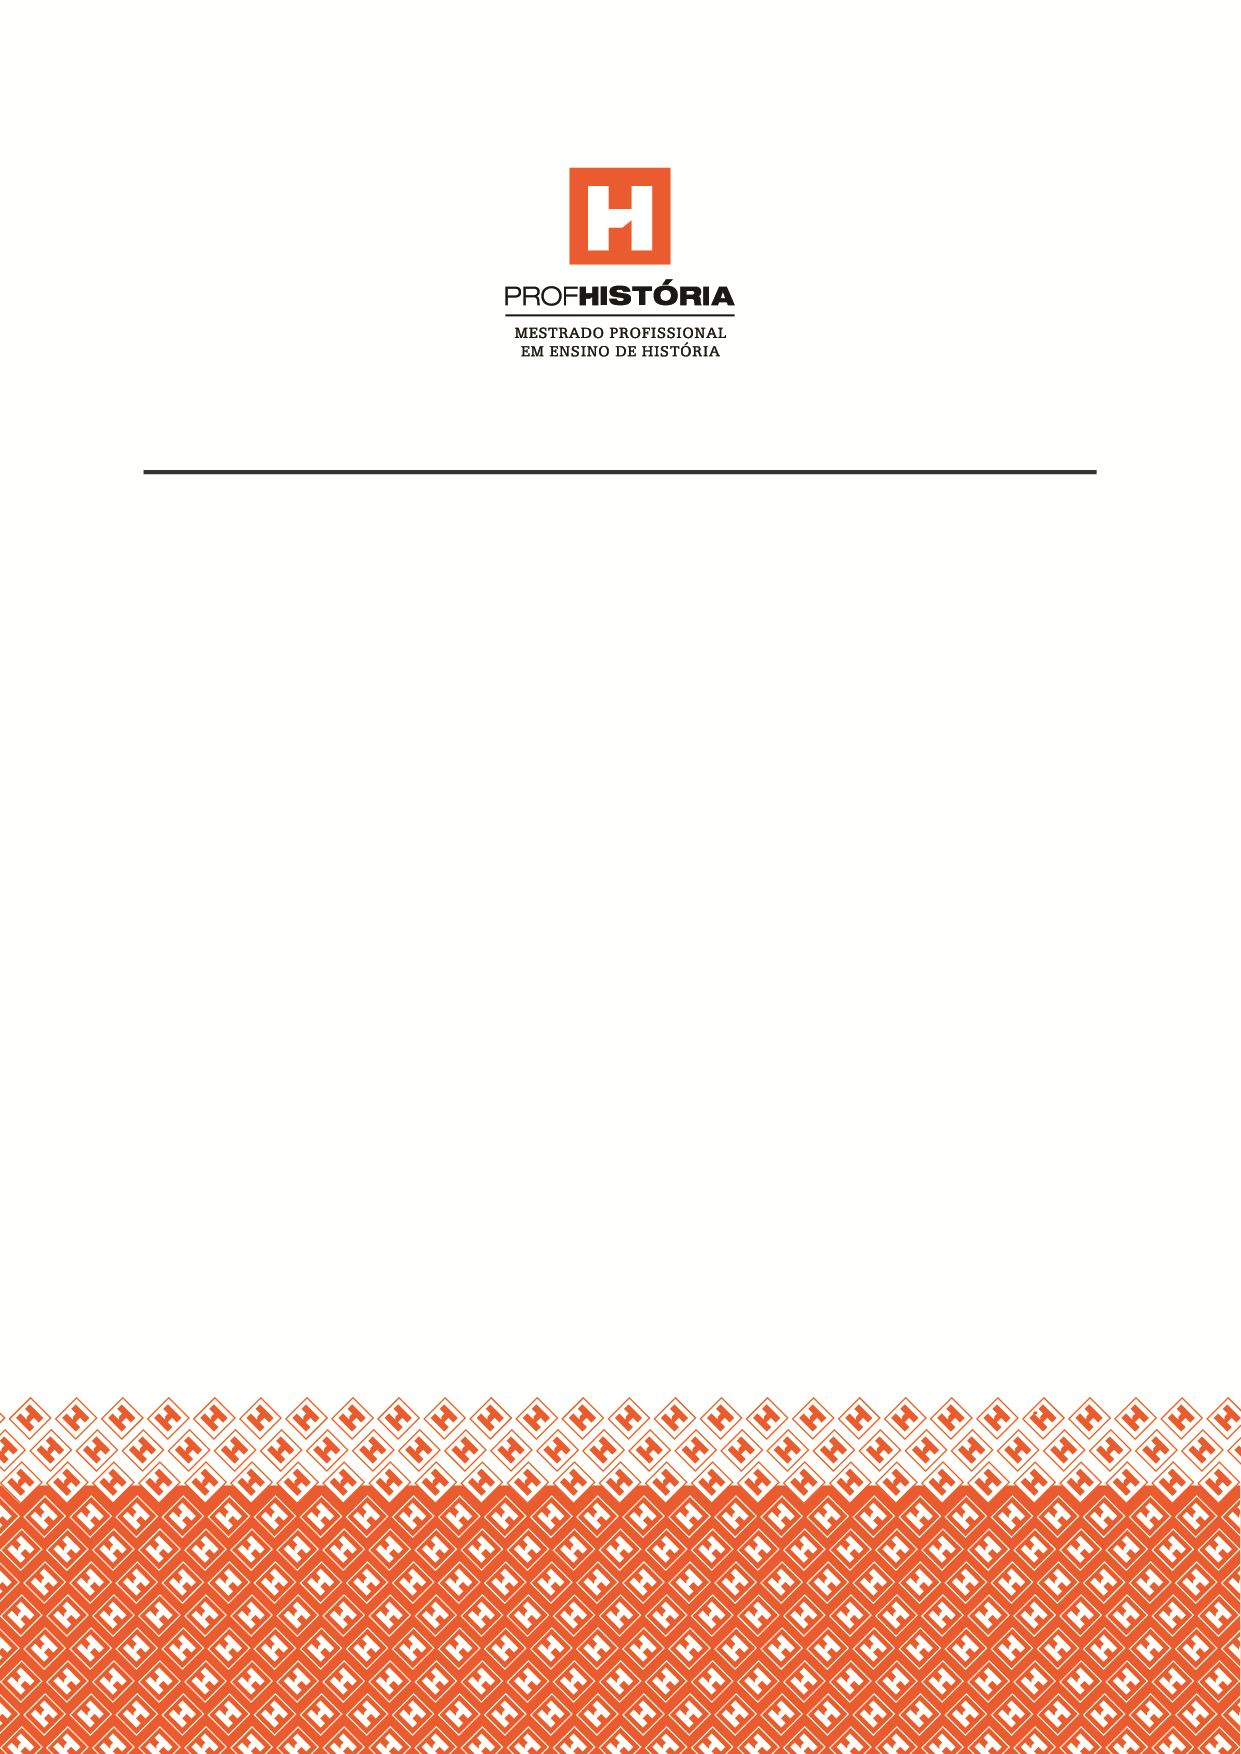 H
PROFHISTÓRIA
MESTRADO PROFISSIONAL
EM ENSINO DE HISTÓRIA